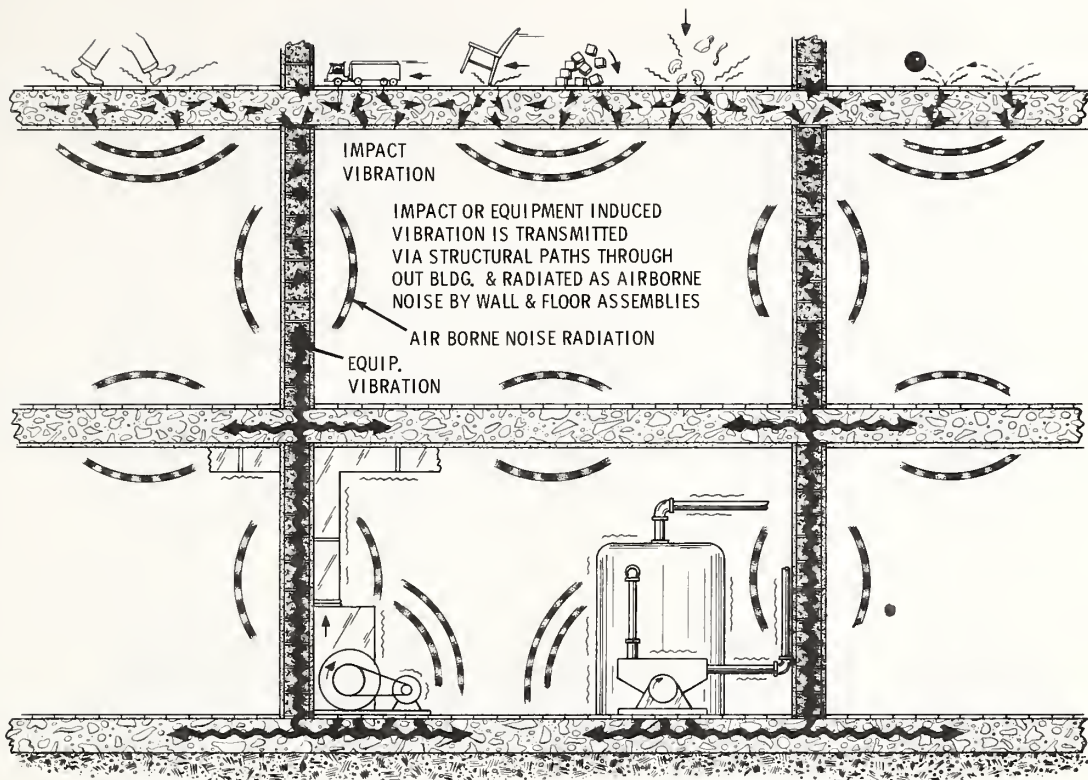 IMPACT
VIBRATION
IMPACT OR EQUIPMENT INDUCED
VIBRATION IS TRANSMITTED
VIA STRUCTURAL PATHS THROUGH
OUT BLDG. & RADIATED AS AIRBORNE
NOISE BY WALL & FLOOR ASSEMBLIES
AIR BORNE NOISE RADIATION
EQUIP.
VIBRATION